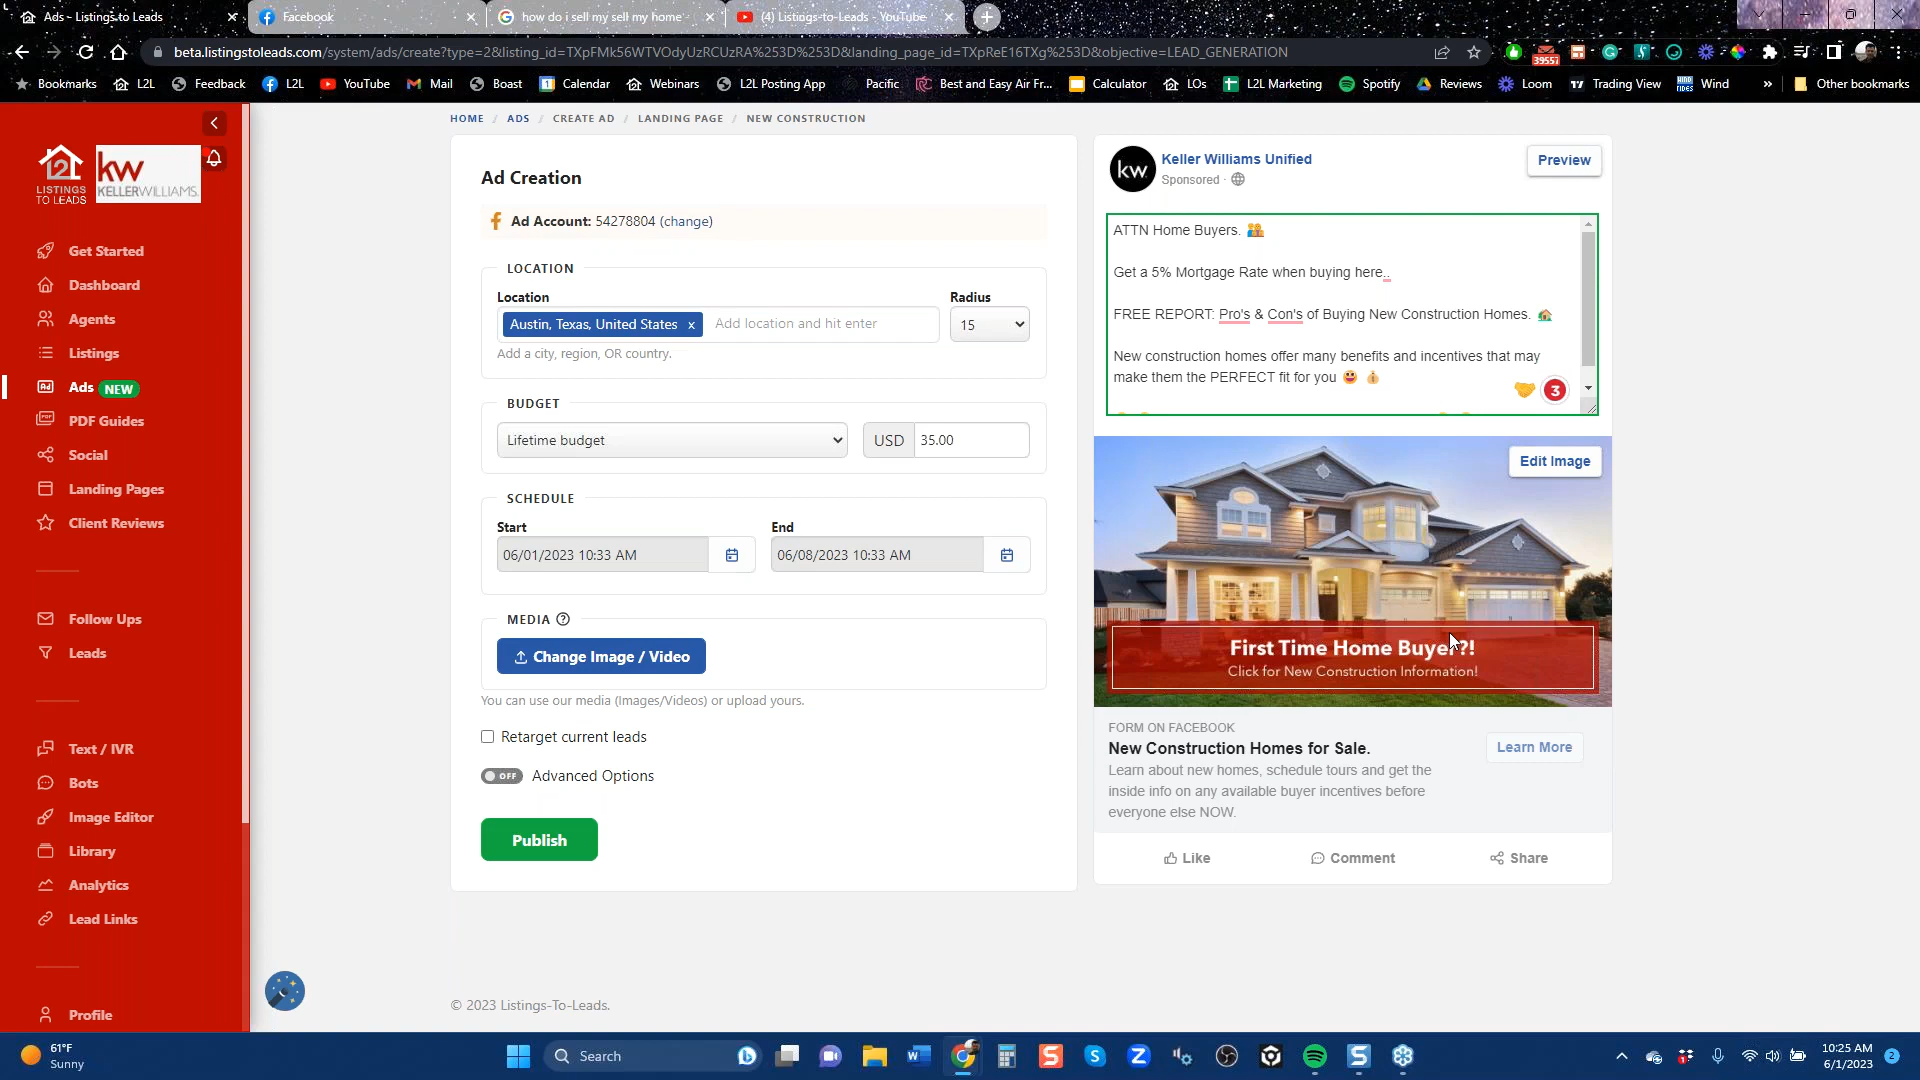 Ads - Listings to Leads
Facebook
how do i sell my sell my home
(4) Listings-to-Leads - YouTube
beta.listingstoleads.com/system/ads/create?type=2&listing_id=TXpFMk56WTVOdyUzRCUzRA%253D%253D&landing_page_id=TXpReE16TXg%253D&objective=LEAD_GENERATION
39557
Bookmarks
L2L
Feedback
L2L
YouTube
Mail
Boast
Calendar
Webinars
L2L Posting App
Pacific
Best and Easy Air Fr...
Calculator
LOs
L2L Marketing
Spotify
Reviews
Loom
Trading View
Wind
»
Other bookmarks
LISTINGS
TO LEADS
kw
KELLERWILLIAMS.
Get Started
Dashboard
Agents
Listings
Ads NEW
PDF Guides
Social
Landing Pages
Client Reviews
Follow Ups
Leads
Text / IVR
Bots
Image Editor
Library
Analytics
Lead Links
Profile
HOME / ADS / CREATE AD / LANDING PAGE / NEW CONSTRUCTION
Ad Creation
Ad Account: 54278804 (change)
LOCATION
Location
Radius
Austin, Texas, United States x
Add location and hit enter
15
Add a city, region, OR country.
BUDGET
Lifetime budget
USD
35.00
SCHEDULE
Start
End
06/01/2023 10:33 AM
06/08/2023 10:33 AM
MEDIA
Change Image / Video
You can use our media (Images/Videos) or upload yours.
Retarget current leads
OFF
Advanced Options
Publish
© 2023 Listings-To-Leads.
kw
Keller Williams Unified
Sponsored ·
Preview
ATTN Home Buyers. 👫
Get a 5% Mortgage Rate when buying here..
FREE REPORT: Pro's & Con's of Buying New Construction Homes. 🏡
New construction homes offer many benefits and incentives that may
make them the PERFECT fit for you 😃 💰
3
Edit Image
First Time Home Buyer?!
Click for New Construction Information!
FORM ON FACEBOOK
New Construction Homes for Sale.
Learn about new homes, schedule tours and get the
inside info on any available buyer incentives before
everyone else NOW.
Learn More
Like
Comment
Share
61°F
Sunny
Search
10:25 AM
6/1/2023
2